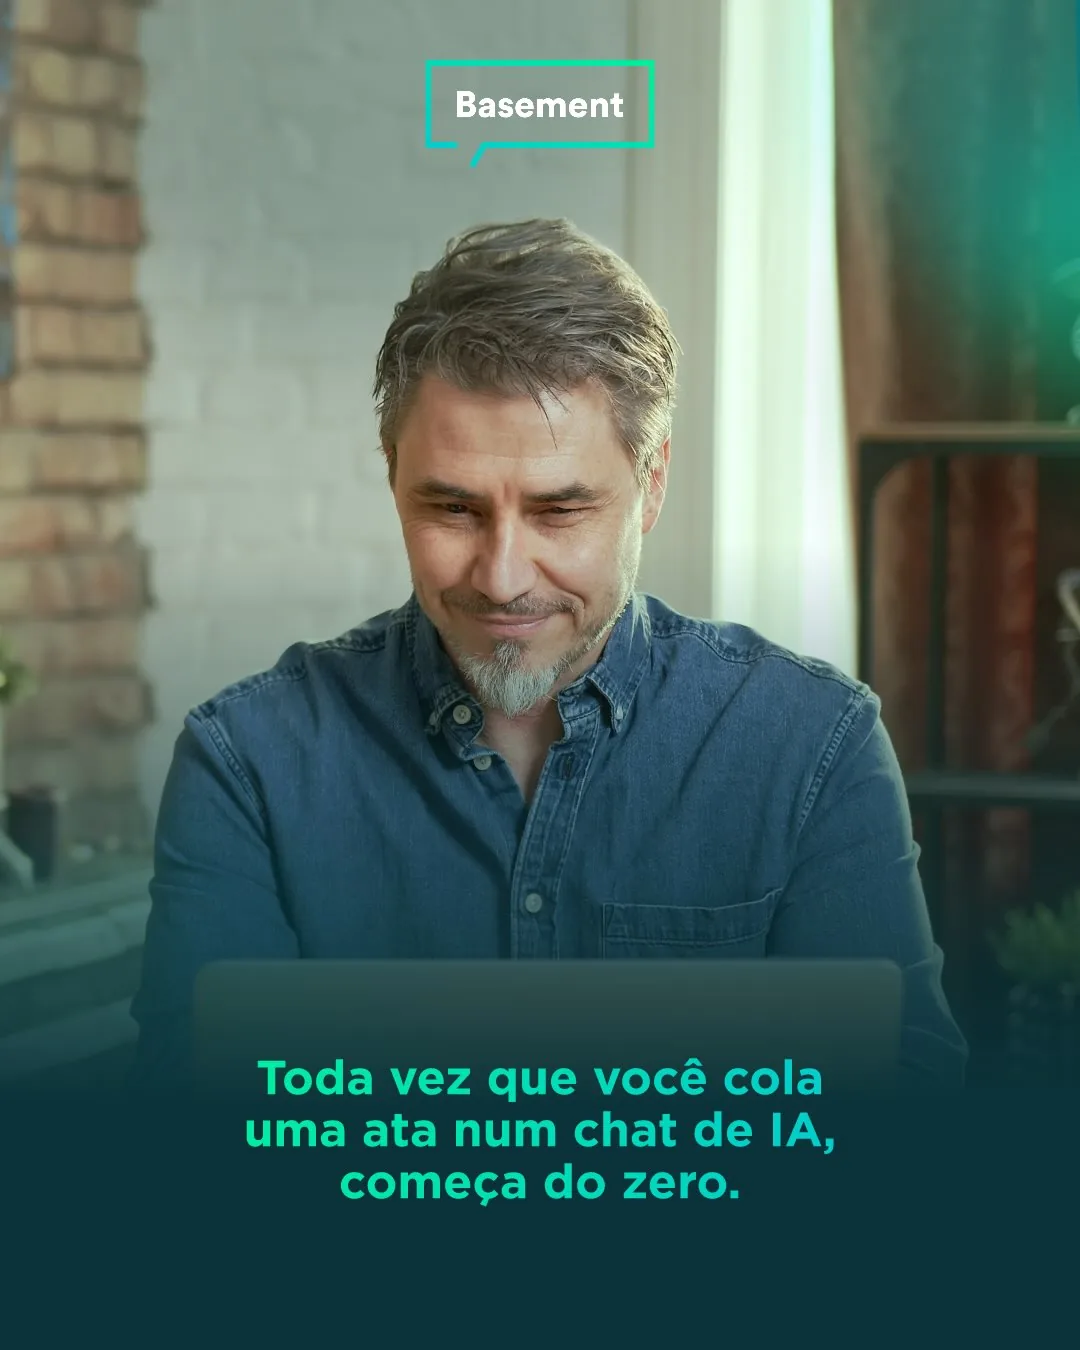 Basement
Toda vez que você cola
uma ata num chat de IA,
começa do zero.